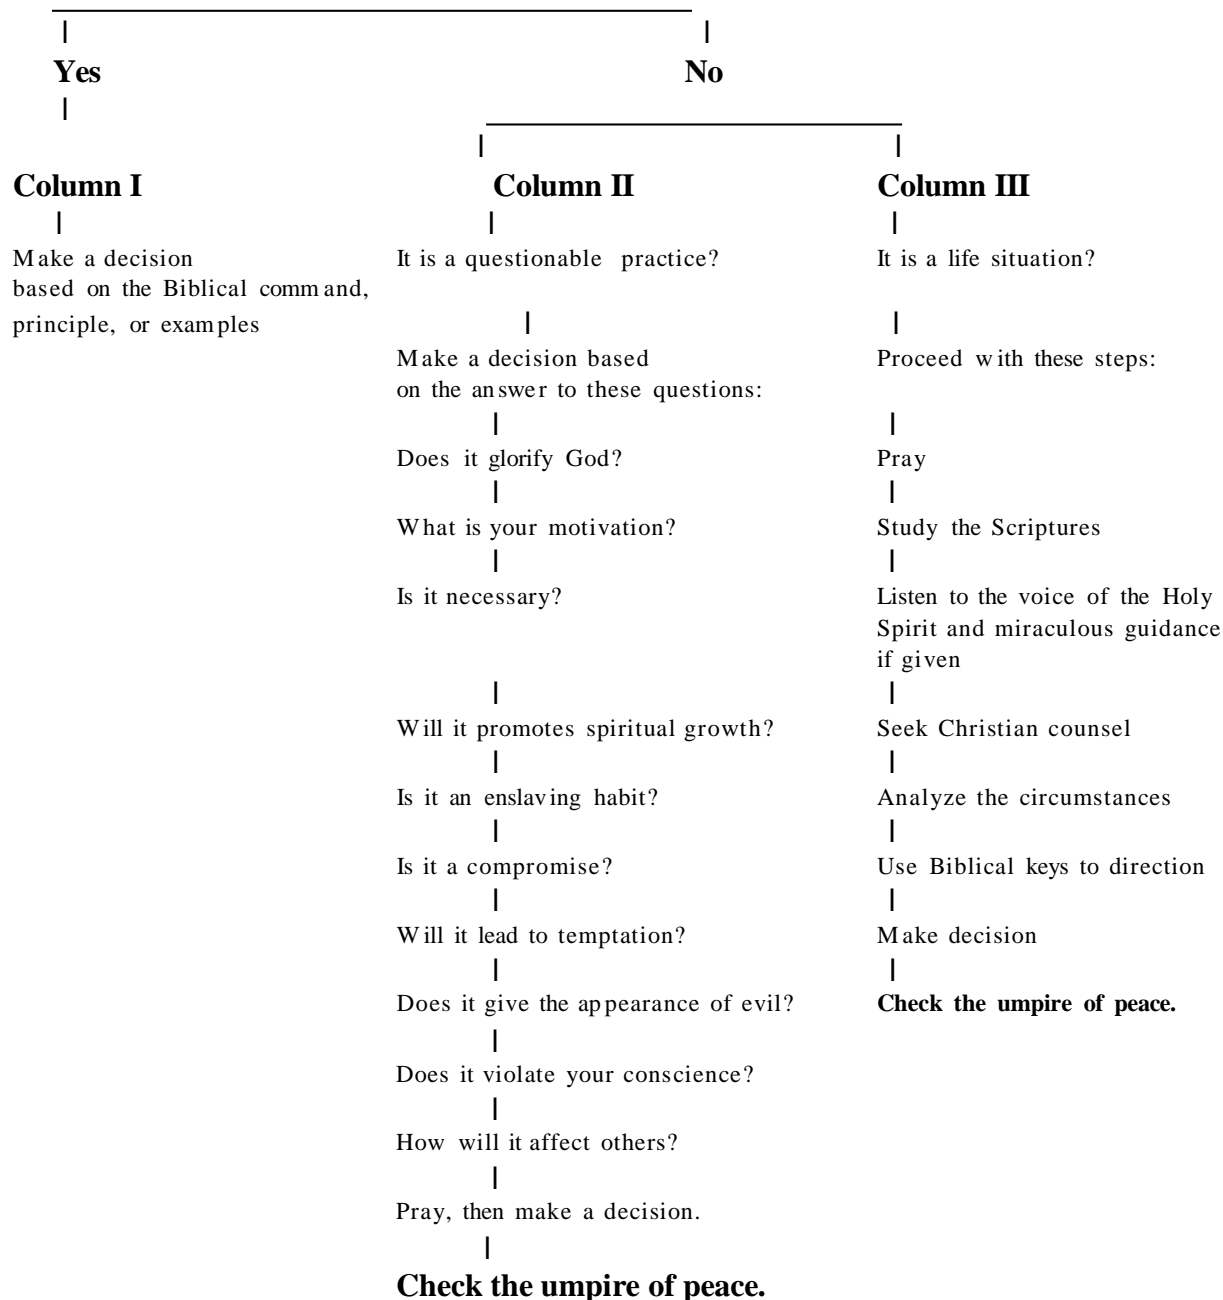 Yes
No
Column I
Column II
Column III
Make a decision
based on the Biblical command,
principle, or examples
It is a questionable practice?
Make a decision based
on the answer to these questions:
Does it glorify God?
What is your motivation?
Is it necessary?
Will it promotes spiritual growth?
Is it an enslaving habit?
Is it a compromise?
Will it lead to temptation?
Does it give the appearance of evil?
Does it violate your conscience?
How will it affect others?
Pray, then make a decision.
Check the umpire of peace.
It is a life situation?
Proceed with these steps:
Pray
Study the Scriptures
Listen to the voice of the Holy
Spirit and miraculous guidance
if given
Seek Christian counsel
Analyze the circumstances
Use Biblical keys to direction
Make decision
Check the umpire of peace.